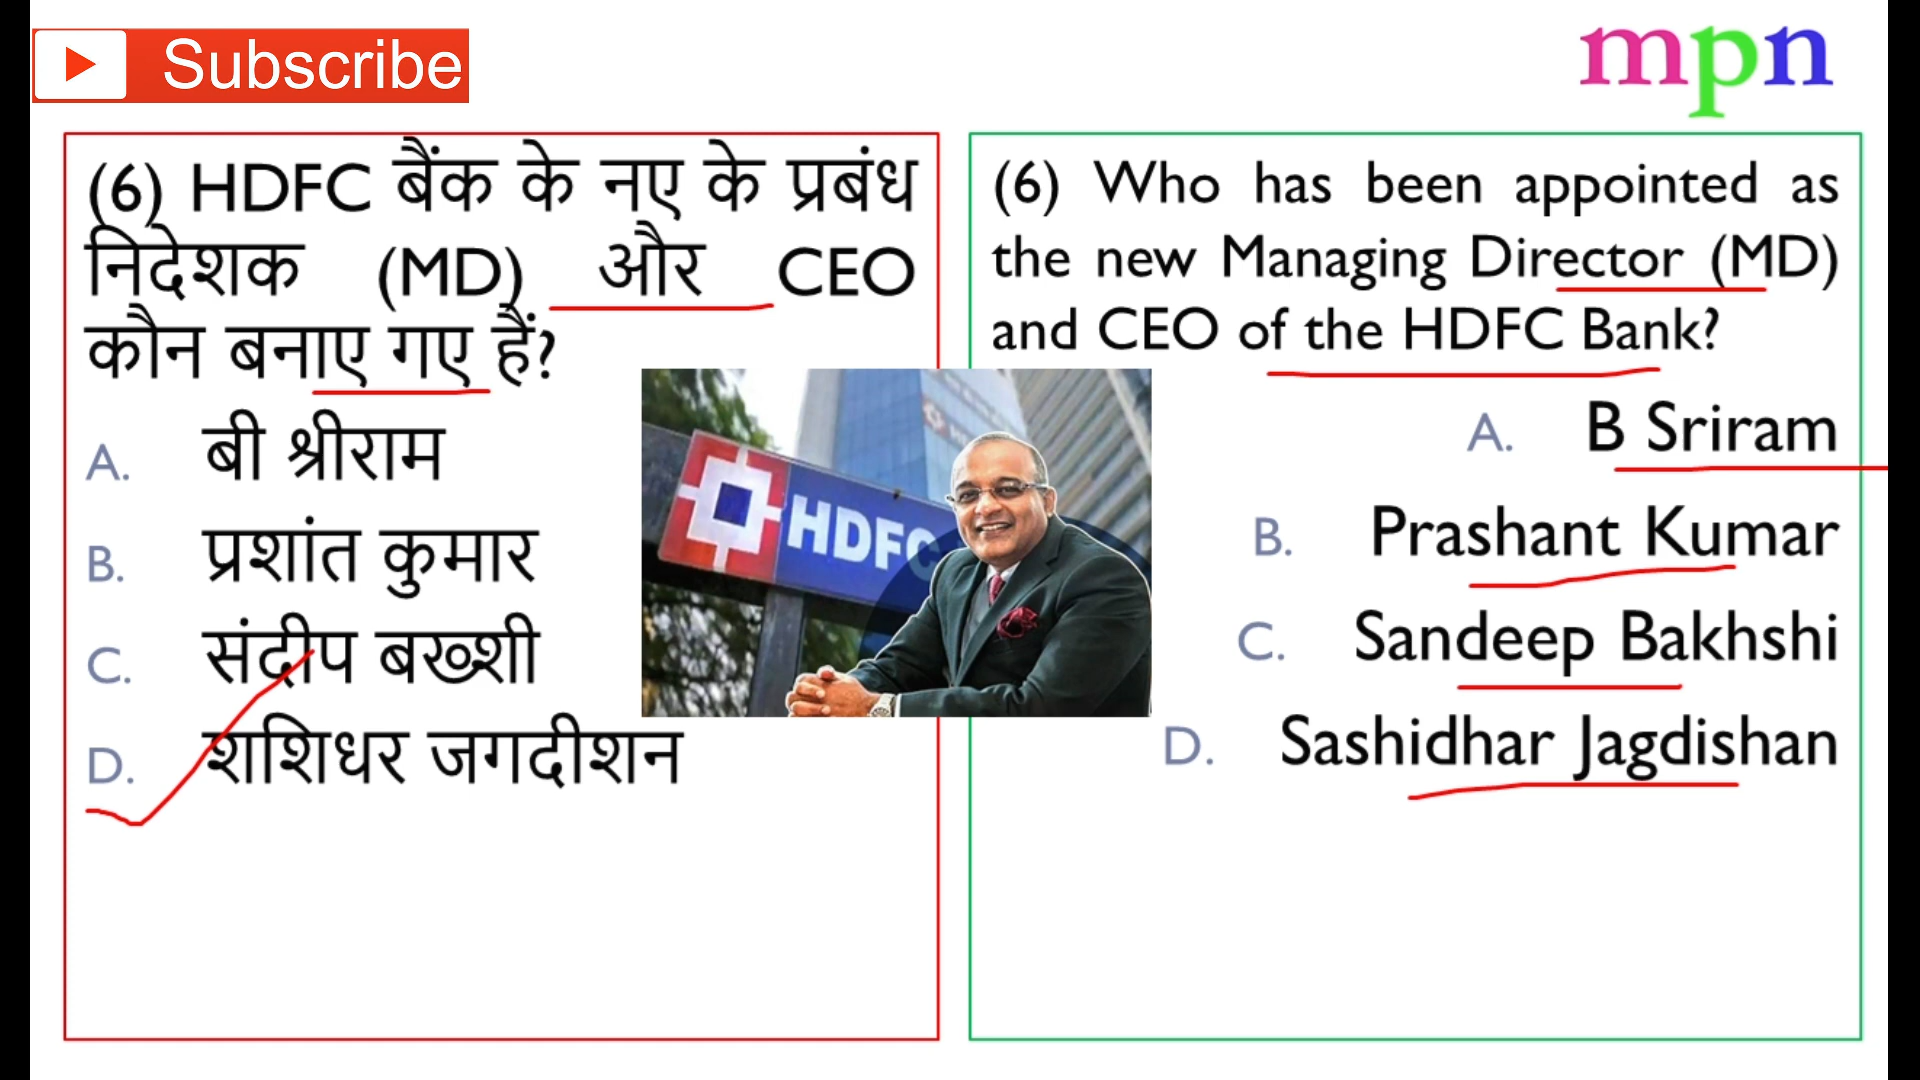 Subscribe
mpn
(6) HDFC बैंक के नए के प्रबंध
निदेशक (MD) और CEO
कौन बनाए गए हैं?
A. बी श्रीराम
B. प्रशांत कुमार
C. संदीप बख्शी
D. शशिधर जगदीशन
(6) Who has been appointed as
the new Managing Director (MD)
and CEO of the HDFC Bank?
A. B Sriram
B. Prashant Kumar
C. Sandeep Bakhshi
D. Sashidhar Jagdishan
HDFC